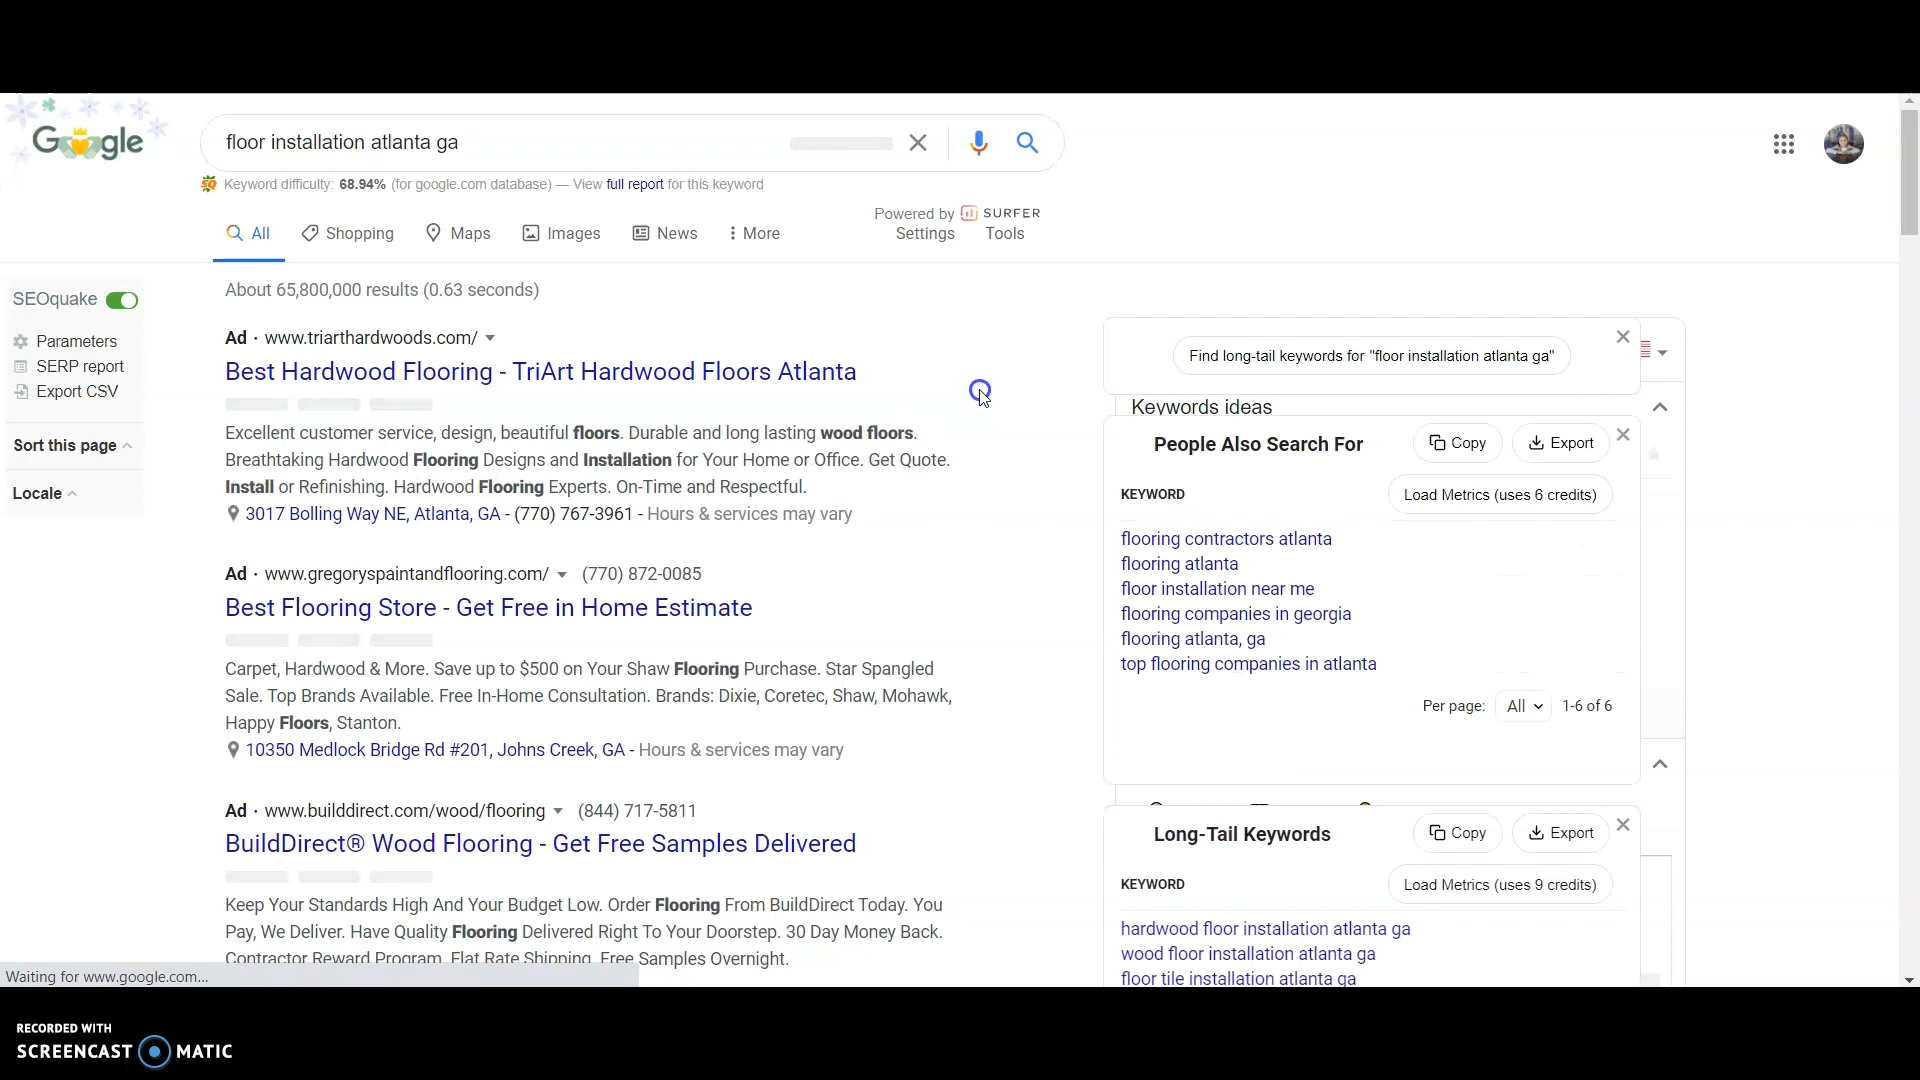 Google
floor installation atlanta ga
SQ Keyword difficulty: 68.94% (for google.com database) — View full report for this keyword
Powered by SURFER
Settings Tools
All Shopping Maps Images News More
SEOquake
Parameters
SERP report
Export CSV
Sort this page
Locale
About 65,800,000 results (0.63 seconds)
Ad · www.triarthardwoods.com/
Best Hardwood Flooring - TriArt Hardwood Floors Atlanta
Excellent customer service, design, beautiful floors. Durable and long lasting wood floors.
Breathtaking Hardwood Flooring Designs and Installation for Your Home or Office. Get Quote.
Install or Refinishing. Hardwood Flooring Experts. On-Time and Respectful.
3017 Bolling Way NE, Atlanta, GA - (770) 767-3961 - Hours & services may vary
Ad · www.gregoryspaintandflooring.com/ (770) 872-0085
Best Flooring Store - Get Free in Home Estimate
Carpet, Hardwood & More. Save up to $500 on Your Shaw Flooring Purchase. Star Spangled
Sale. Top Brands Available. Free In-Home Consultation. Brands: Dixie, Coretec, Shaw, Mohawk,
Happy Floors, Stanton.
10350 Medlock Bridge Rd #201, Johns Creek, GA - Hours & services may vary
Ad · www.builddirect.com/wood/flooring (844) 717-5811
BuildDirect® Wood Flooring - Get Free Samples Delivered
Keep Your Standards High And Your Budget Low. Order Flooring From BuildDirect Today. You
Pay, We Deliver. Have Quality Flooring Delivered Right To Your Doorstep. 30 Day Money Back.
Contractor Reward Program. Flat Rate Shipping. Free Samples Overnight.
Find long-tail keywords for "floor installation atlanta ga"
Keywords ideas
People Also Search For Copy Export
KEYWORD Load Metrics (uses 6 credits)
flooring contractors atlanta
flooring atlanta
floor installation near me
flooring companies in georgia
flooring atlanta, ga
top flooring companies in atlanta
Per page: All 1-6 of 6
Long-Tail Keywords Copy Export
KEYWORD Load Metrics (uses 9 credits)
hardwood floor installation atlanta ga
wood floor installation atlanta ga
floor tile installation atlanta ga
Waiting for www.google.com...
RECORDED WITH
SCREENCAST MATIC